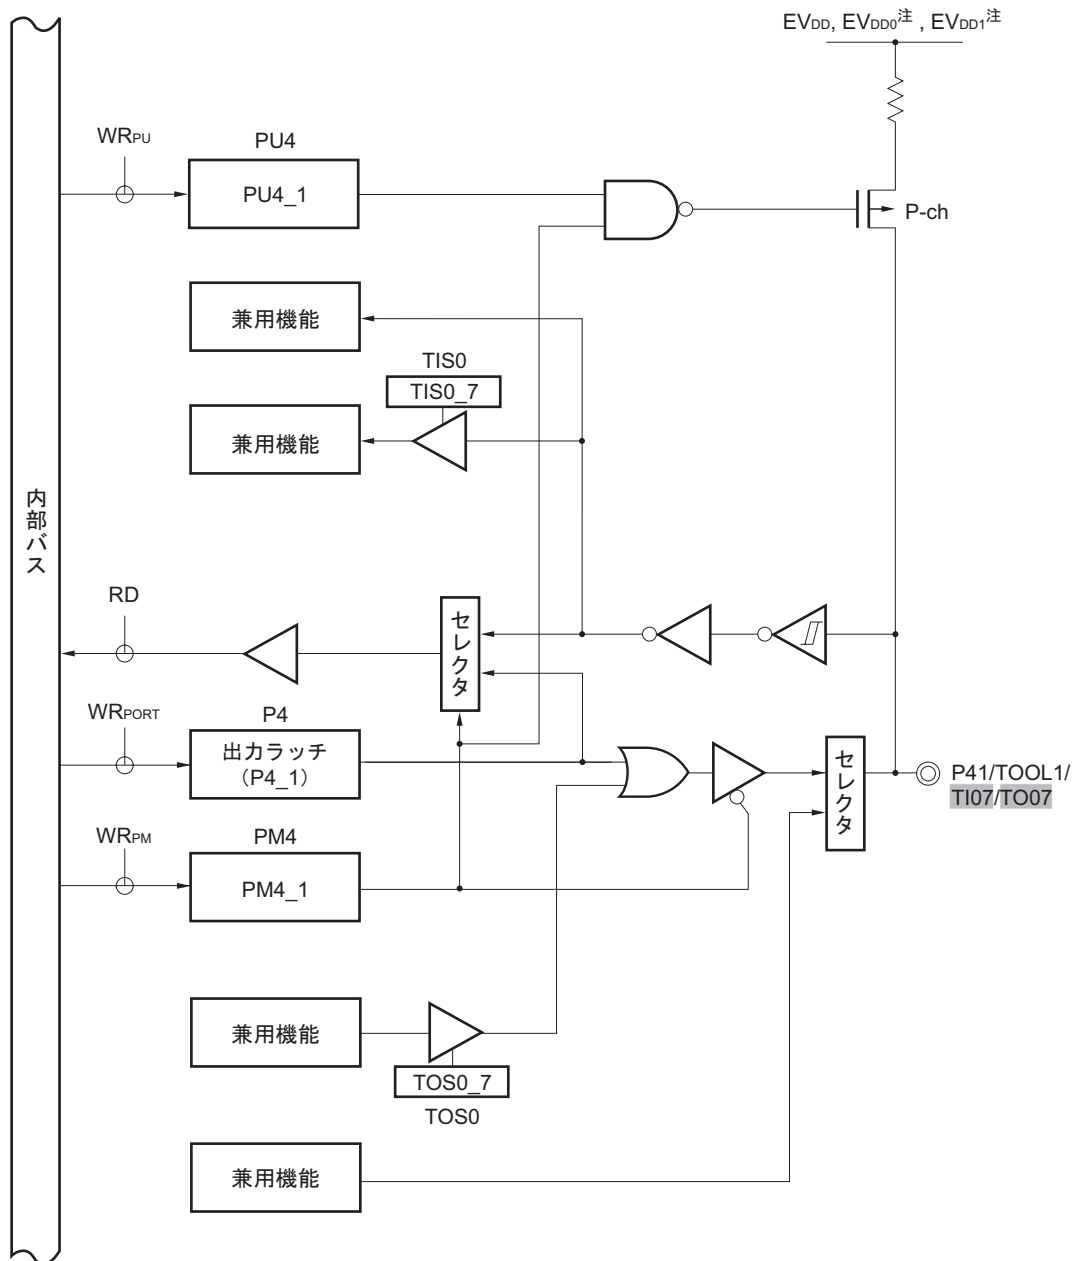 EVDD, EVDD0注 , EVDD1注
WRPU
PU4
PU4_1
P-ch
兼用機能
TIS0
TIS0_7
兼用機能
内部バス
RD
セレクタ
WRPORT
P4
出力ラッチ
（P4_1）
セレクタ
P41/TOOL1/
TI07/TO07
WRPM
PM4
PM4_1
兼用機能
TOS0_7
TOS0
兼用機能